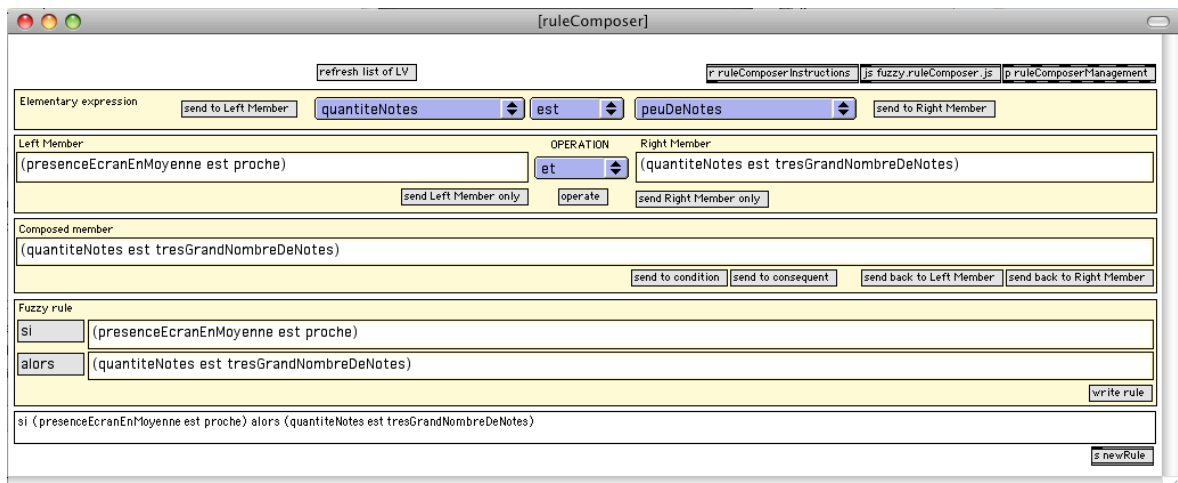 [ruleComposer]
refresh list of LV
r ruleComposerInstructions js fuzzy.ruleComposer.js p ruleComposerManagement
Elementary expression
send to Left Member quantiteNotes est peuDeNotes send to Right Member
Left Member OPERATION Right Member
(presenceEcranEnMoyenne est proche) et (quantiteNotes est tresGrandNombreDeNotes)
send Left Member only operate send Right Member only
Composed member
(quantiteNotes est tresGrandNombreDeNotes)
send to condition send to consequent send back to Left Member send back to Right Member
Fuzzy rule
si (presenceEcranEnMoyenne est proche)
alors (quantiteNotes est tresGrandNombreDeNotes)
write rule
si (presenceEcranEnMoyenne est proche) alors (quantiteNotes est tresGrandNombreDeNotes)
s newRule